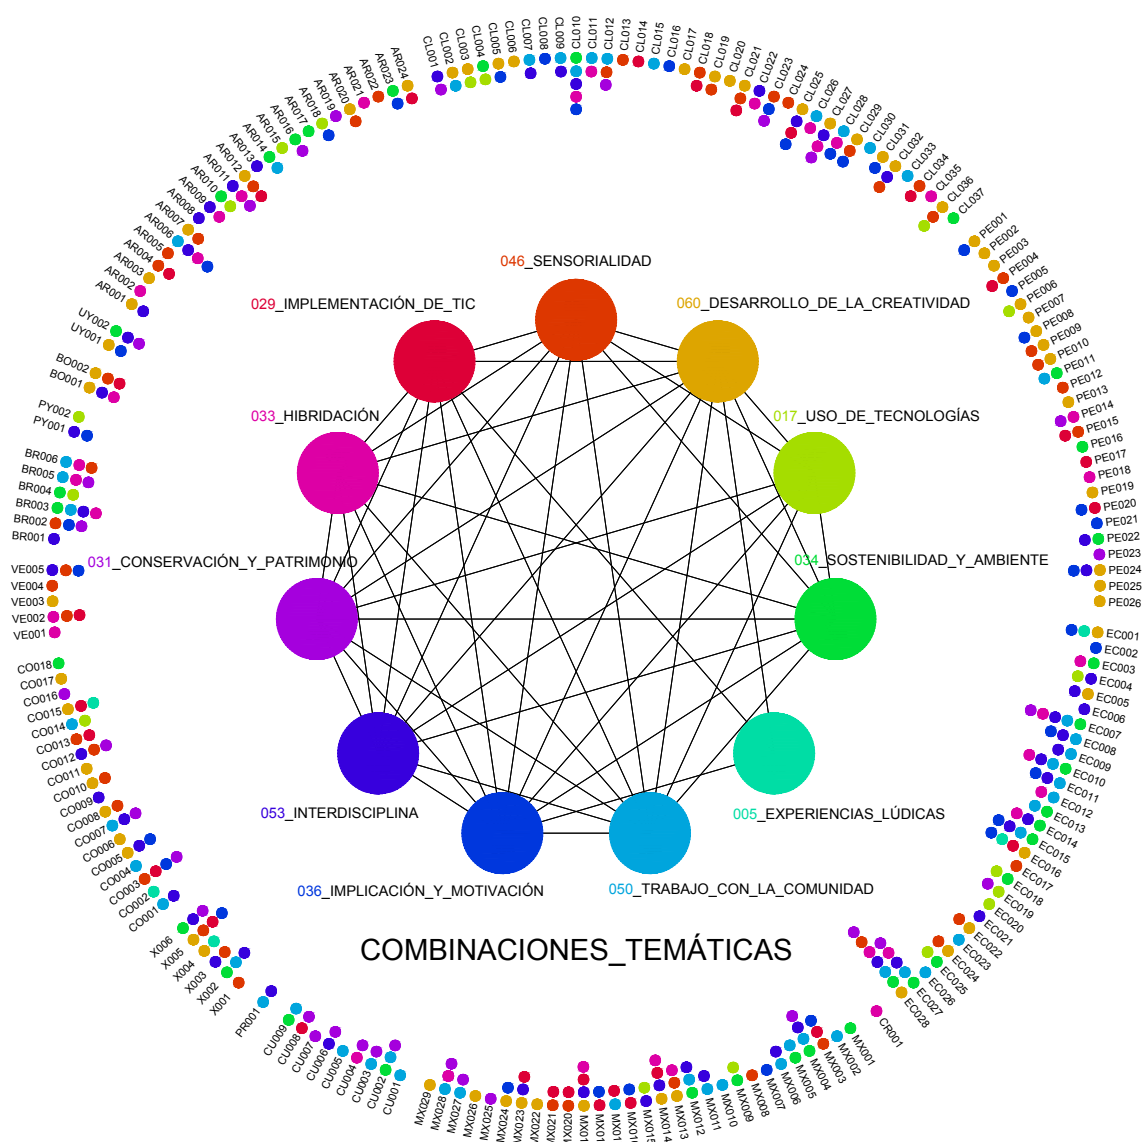 CL001
CL002
CL003
CL004
CL005
CL006
CL007
CL008
CL009
CL010
CL011
CL012
CL013
CL014
CL015
CL016
CL017
CL018
CL019
CL020
CL021
CL022
CL023
CL024
CL025
CL026
CL027
CL028
CL029
CL030
CL031
CL032
CL033
CL034
CL035
CL036
CL037
PE001
PE002
PE003
PE004
PE005
PE006
PE007
PE008
PE009
PE010
PE011
PE012
PE013
PE014
PE015
PE016
PE017
PE018
PE019
PE020
PE021
PE022
PE023
PE024
PE025
PE026
EC001
EC002
EC003
EC004
EC005
EC006
EC007
EC008
EC009
EC010
EC011
EC012
EC013
EC014
EC015
EC016
EC017
EC018
EC019
EC020
EC021
EC022
EC023
EC024
EC025
EC026
EC027
EC028
CR001
MX001
MX002
MX003
MX004
MX005
MX006
MX007
MX008
MX009
MX010
MX011
MX012
MX013
MX014
MX015
MX020
MX021
MX022
MX023
MX024
MX025
MX026
MX027
MX028
MX029
CU001
CU002
CU003
CU004
CU005
CU006
CU007
CU008
CU009
PR001
X001
X002
X003
X004
X005
X006
CO001
CO002
CO003
CO004
CO005
CO006
CO007
CO008
CO009
CO010
CO011
CO012
CO013
CO014
CO015
CO016
CO017
CO018
VE001
VE002
VE003
VE004
VE005
BR001
BR002
BR003
BR004
BR005
BR006
PY001
PY002
BO001
BO002
UY001
UY002
AR001
AR002
AR003
AR004
AR005
AR006
AR007
AR008
AR009
AR010
AR011
AR012
AR013
AR014
AR015
AR016
AR017
AR018
AR019
AR020
AR021
AR022
AR023
AR024
046_SENSORIALIDAD
029_IMPLEMENTACIÓN_DE_TIC
060_DESARROLLO_DE_LA_CREATIVIDAD
033_HIBRIDACIÓN
017_USO_DE_TECNOLOGÍAS
031_CONSERVACIÓN_Y_PATRIMONIO
034_SOSTENIBILIDAD_Y_AMBIENTE
053_INTERDISCIPLINA
005_EXPERIENCIAS_LÚDICAS
036_IMPLICACIÓN_Y_MOTIVACIÓN
050_TRABAJO_CON_LA_COMUNIDAD
COMBINACIONES_TEMÁTICAS